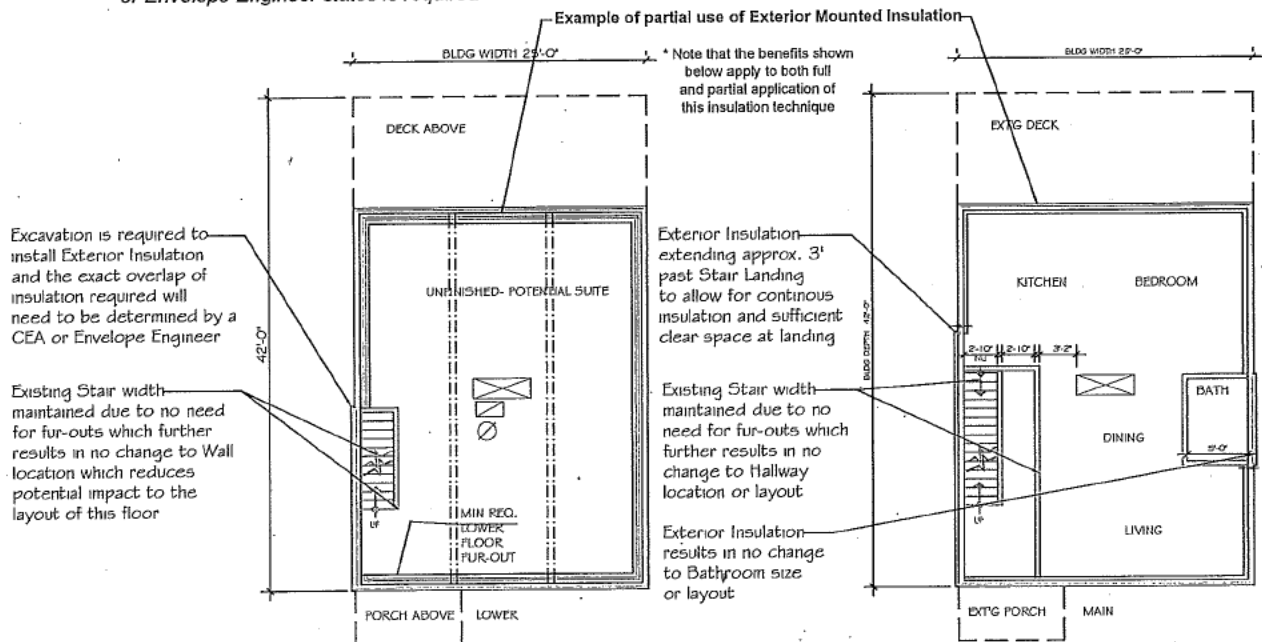 Example of partial use of Exterior Mounted Insulation
BLDG WIDTH 25'-0"
* Note that the benefits shown
below apply to both full
and partial application of
this insulation technique
BLDG WIDTH 25'-0"
DECK ABOVE
EXT'G DECK
Excavation is required to
install Exterior Insulation
and the exact overlap of
insulation required will
need to be determined by a
CEA or Envelope Engineer
42'-0"
UNFINISHED- POTENTIAL SUITE
Existing Stair width
maintained due to no need
for fur-outs which further
results in no change to Wall
location which reduces
potential impact to the
layout of this floor
UP
MIN REQ.
LOWER
FLOOR
FUR-OUT
PORCH ABOVE
LOWER
Exterior Insulation
extending approx. 3'
past Stair Landing
to allow for continous
insulation and sufficient
clear space at landing
BLDG DEPTH 42'-0"
KITCHEN
BEDROOM
2'-10"
2'-10"
3'-2"
Existing Stair width
maintained due to no
need for fur-outs which
further results in no
change to Hallway
location or layout
BATH
5'-0"
DINING
UP
Exterior Insulation
results in no change
to Bathroom size
or layout
LIVING
EXT'G PORCH
MAIN